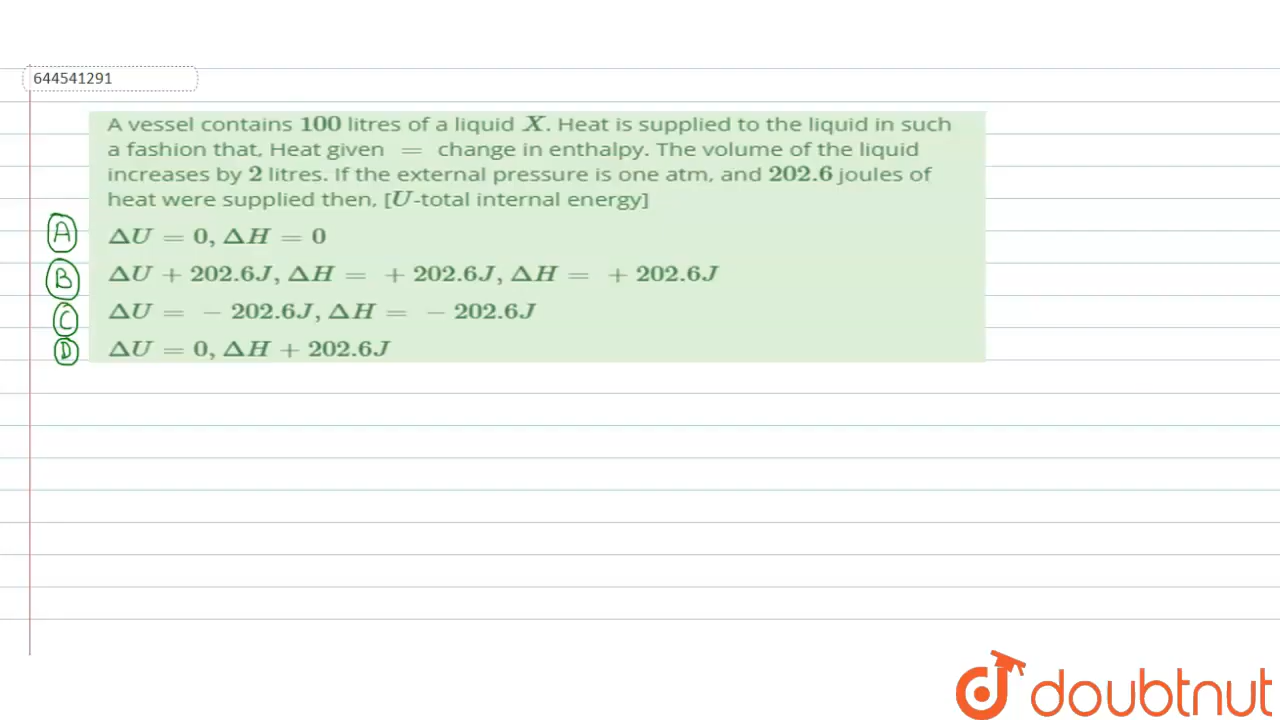 644541291
A vessel contains 100 litres of a liquid X. Heat is supplied to the liquid in such
a fashion that, Heat given = change in enthalpy. The volume of the liquid
increases by 2 litres. If the external pressure is one atm, and 202.6 joules of
heat were supplied then, [U-total internal energy]
A ΔU = 0, ΔH = 0
B ΔU + 202.6J, ΔH = + 202.6J, ΔH = + 202.6J
C ΔU = - 202.6J, ΔH = - 202.6J
D ΔU = 0, ΔH + 202.6J
doubtnut